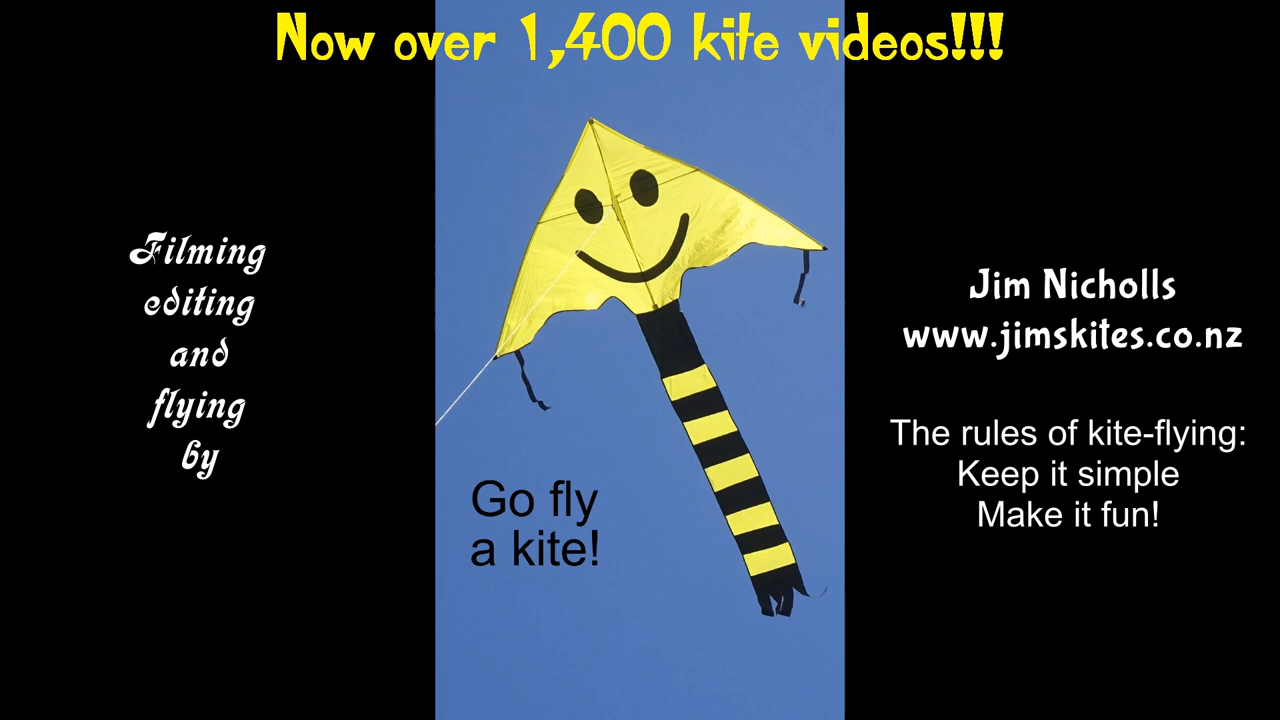 Now over 1,400 kite videos!!!
Filming
editing
and
flying
by
Go fly
a kite!
Jim Nicholls
www.jimskites.co.nz
The rules of kite-flying:
Keep it simple
Make it fun!